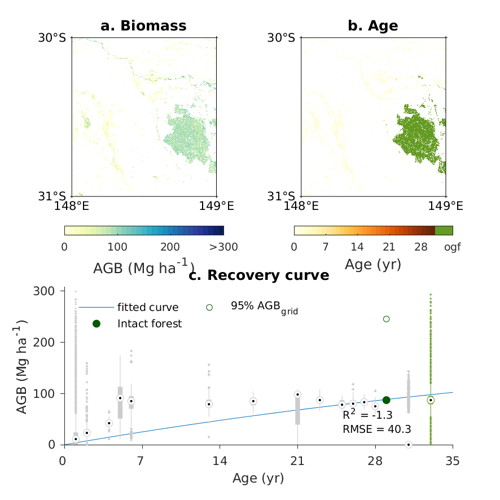 a. Biomass
b. Age
30°S
30°S
31°S
31°S
148°E
149°E
148°E
149°E
0
100
200
>300
0
7
14
21
28
ogf
AGB (Mg ha⁻¹)
Age (yr)
c. Recovery curve
300
200
100
0
AGB (Mg ha⁻¹)
fitted curve
95% AGB_grid
Intact forest
R² = -1.3
RMSE = 40.3
0
7
14
21
28
35
Age (yr)